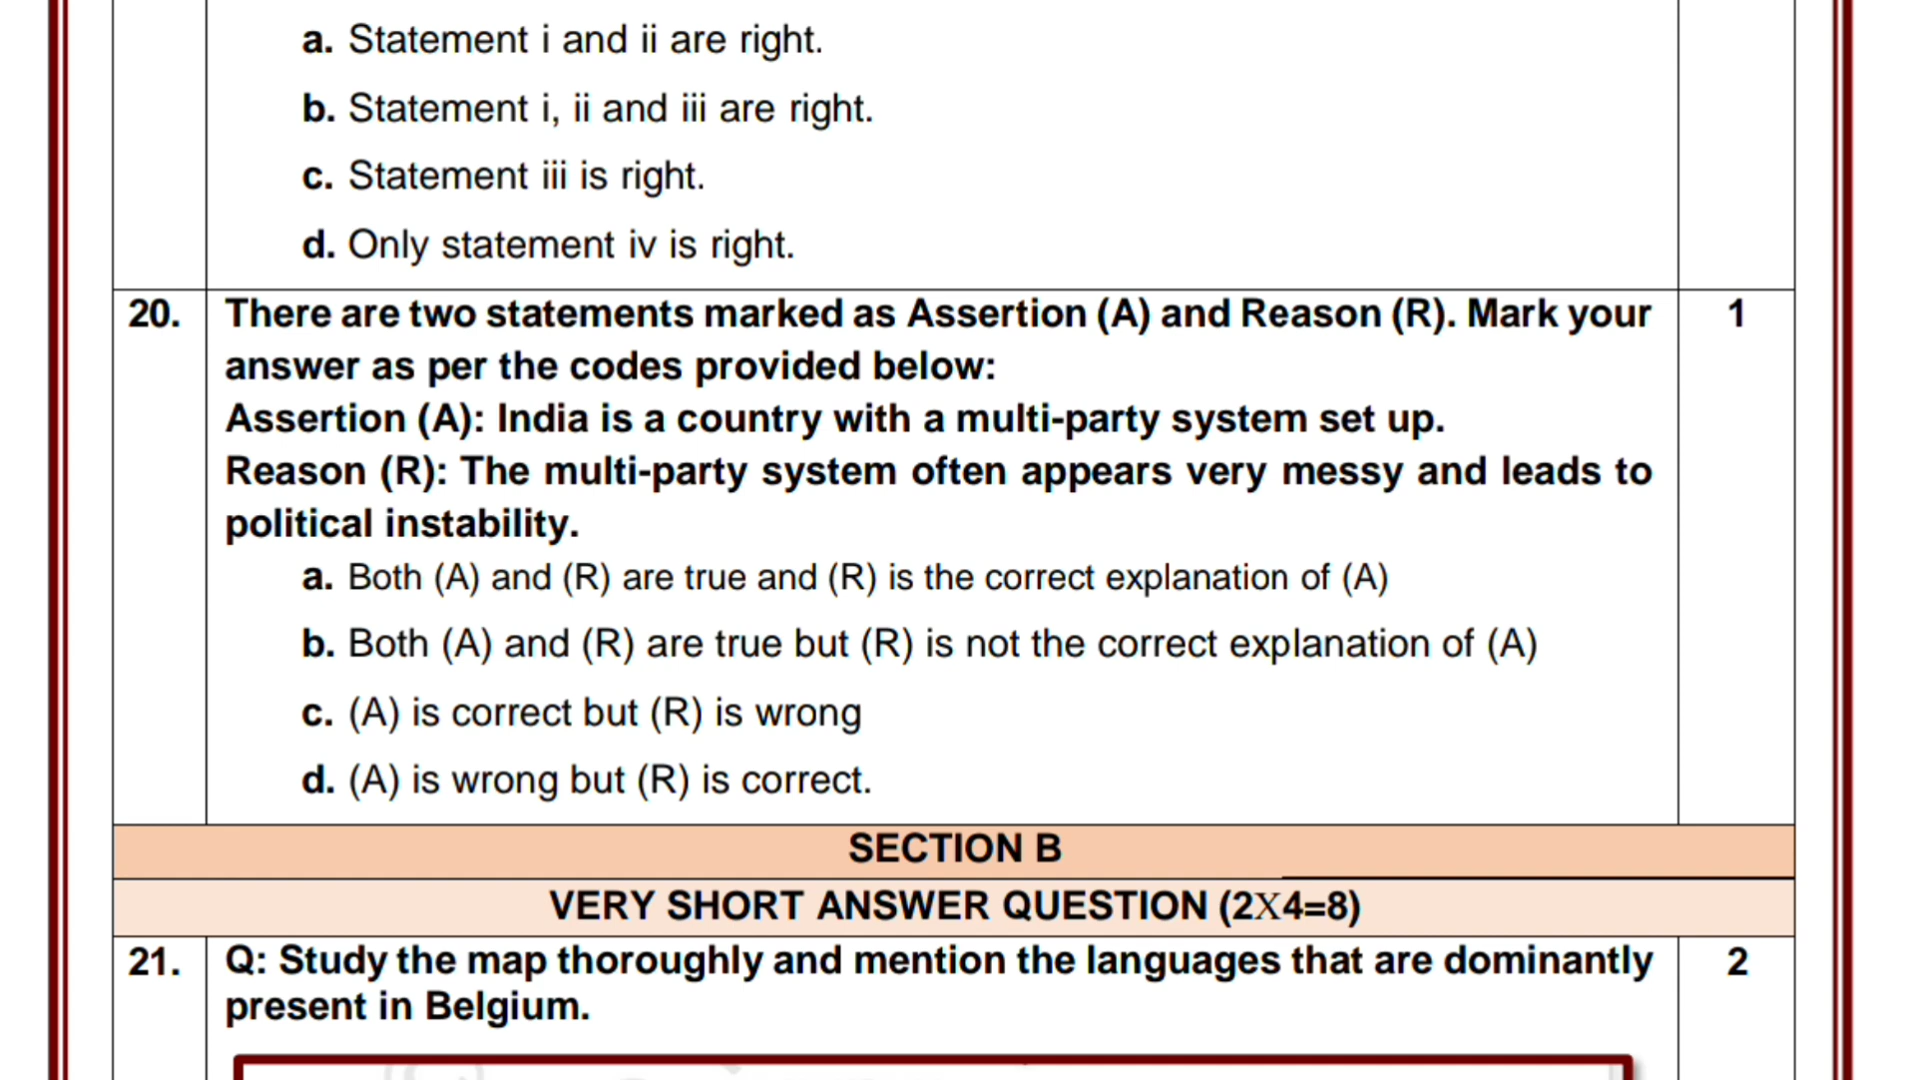 a. Statement i and ii are right.
b. Statement i, ii and iii are right.
c. Statement iii is right.
d. Only statement iv is right.
20. There are two statements marked as Assertion (A) and Reason (R). Mark your 1
answer as per the codes provided below:
Assertion (A): India is a country with a multi-party system set up.
Reason (R): The multi-party system often appears very messy and leads to
political instability.
a. Both (A) and (R) are true and (R) is the correct explanation of (A)
b. Both (A) and (R) are true but (R) is not the correct explanation of (A)
c. (A) is correct but (R) is wrong
d. (A) is wrong but (R) is correct.
SECTION B
VERY SHORT ANSWER QUESTION (2X4=8)
21. Q: Study the map thoroughly and mention the languages that are dominantly 2
present in Belgium.